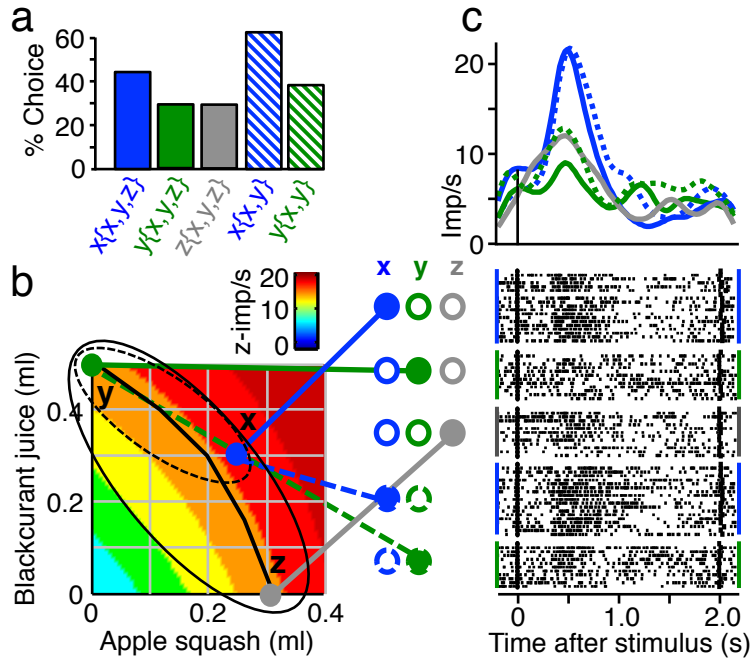 a
% Choice
60
40
20
0
x{x,y,z}
y{x,y,z}
z{x,y,z}
x{x,y}
y{x,y}
b
z-imp/s
20
10
0
x y z
Blackcurrant juice (ml)
0.4
0.2
0
y
x
z
0 0.2 0.4
Apple squash (ml)
c
Imp/s
20
10
0
0 1.0 2.0
Time after stimulus (s)